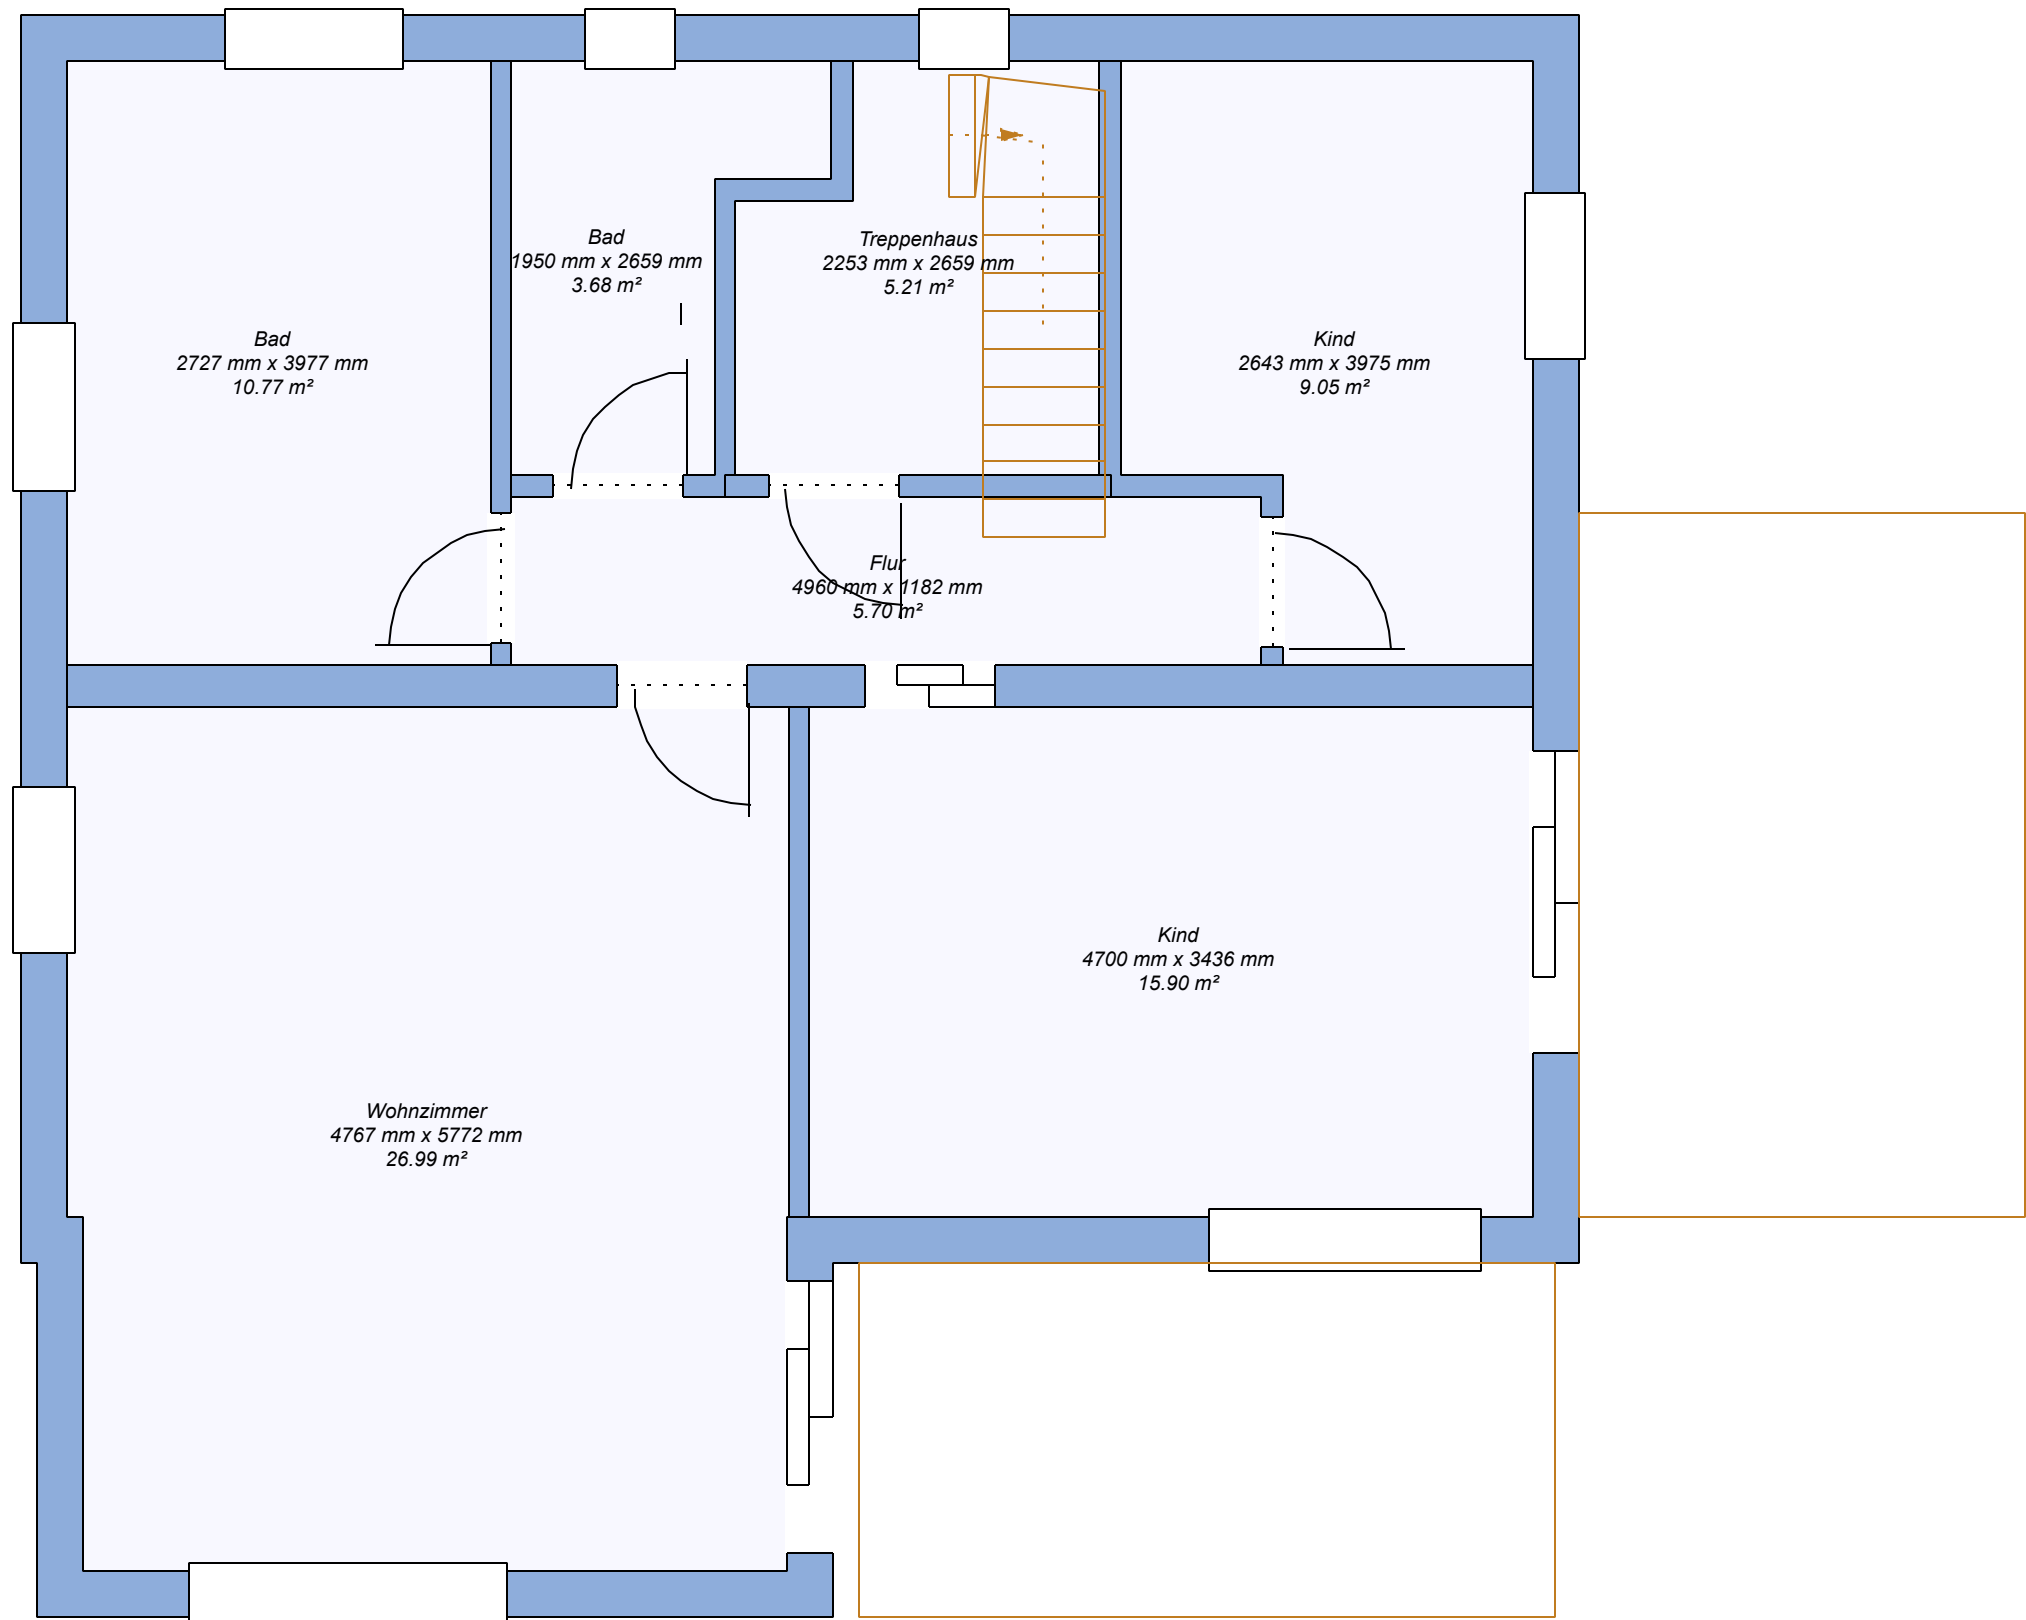 Bad
1950 mm x 2659 mm
3.68 m²
Treppenhaus
2253 mm x 2659 mm
5.21 m²
Bad
2727 mm x 3977 mm
10.77 m²
Kind
2643 mm x 3975 mm
9.05 m²
Flur
4960 mm x 1182 mm
5.70 m²
Kind
4700 mm x 3436 mm
15.90 m²
Wohnzimmer
4767 mm x 5772 mm
26.99 m²